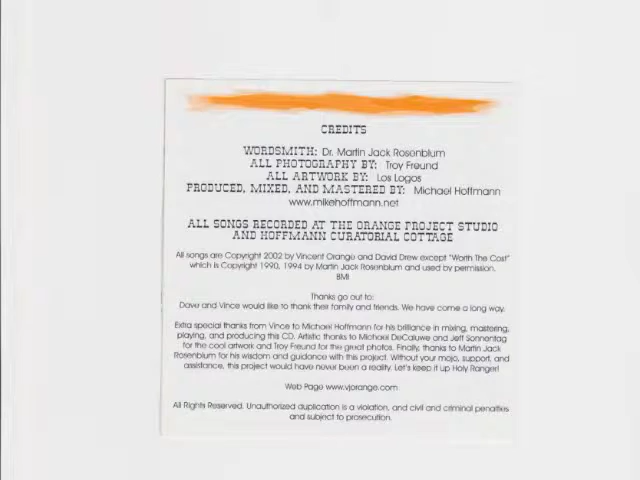 CREDITS
WORDSMITH: Dr. Martin Jack Rosenblum
ALL PHOTOGRAPHY BY: Troy Freund
ALL ARTWORK BY: Los Logos
PRODUCED, MIXED, AND MASTERED BY: Michael Hoffmann
www.mikehoffmann.net
ALL SONGS RECORDED AT THE ORANGE PROJECT STUDIO
AND HOFFMANN CURATORIAL COTTAGE
All songs are Copyright 2002 by Vincent Orange and David Drew except "Worth The Cost"
which is Copyright 1990, 1994 by Martin Jack Rosenblum and used by permission.
BMI
Thanks go out to:
Dave and Vince would like to thank their family and friends. We have come a long way.
Extra special thanks from Vince to Michael Hoffmann for his brilliance in mixing, mastering,
playing, and producing this CD. Artistic thanks to Michael DeCaluwe and Jeff Sonnentag
for the cool artwork and Troy Freund for the great photos. Finally, thanks to Martin Jack
Rosenblum for his wisdom and guidance with this project. Without your mojo, support, and
assistance, this project would have never been a reality. Let's keep it up Holy Ranger!
Web Page www.vjorange.com
All Rights Reserved. Unauthorized duplication is a violation, and civil and criminal penalties
and subject to prosecution.